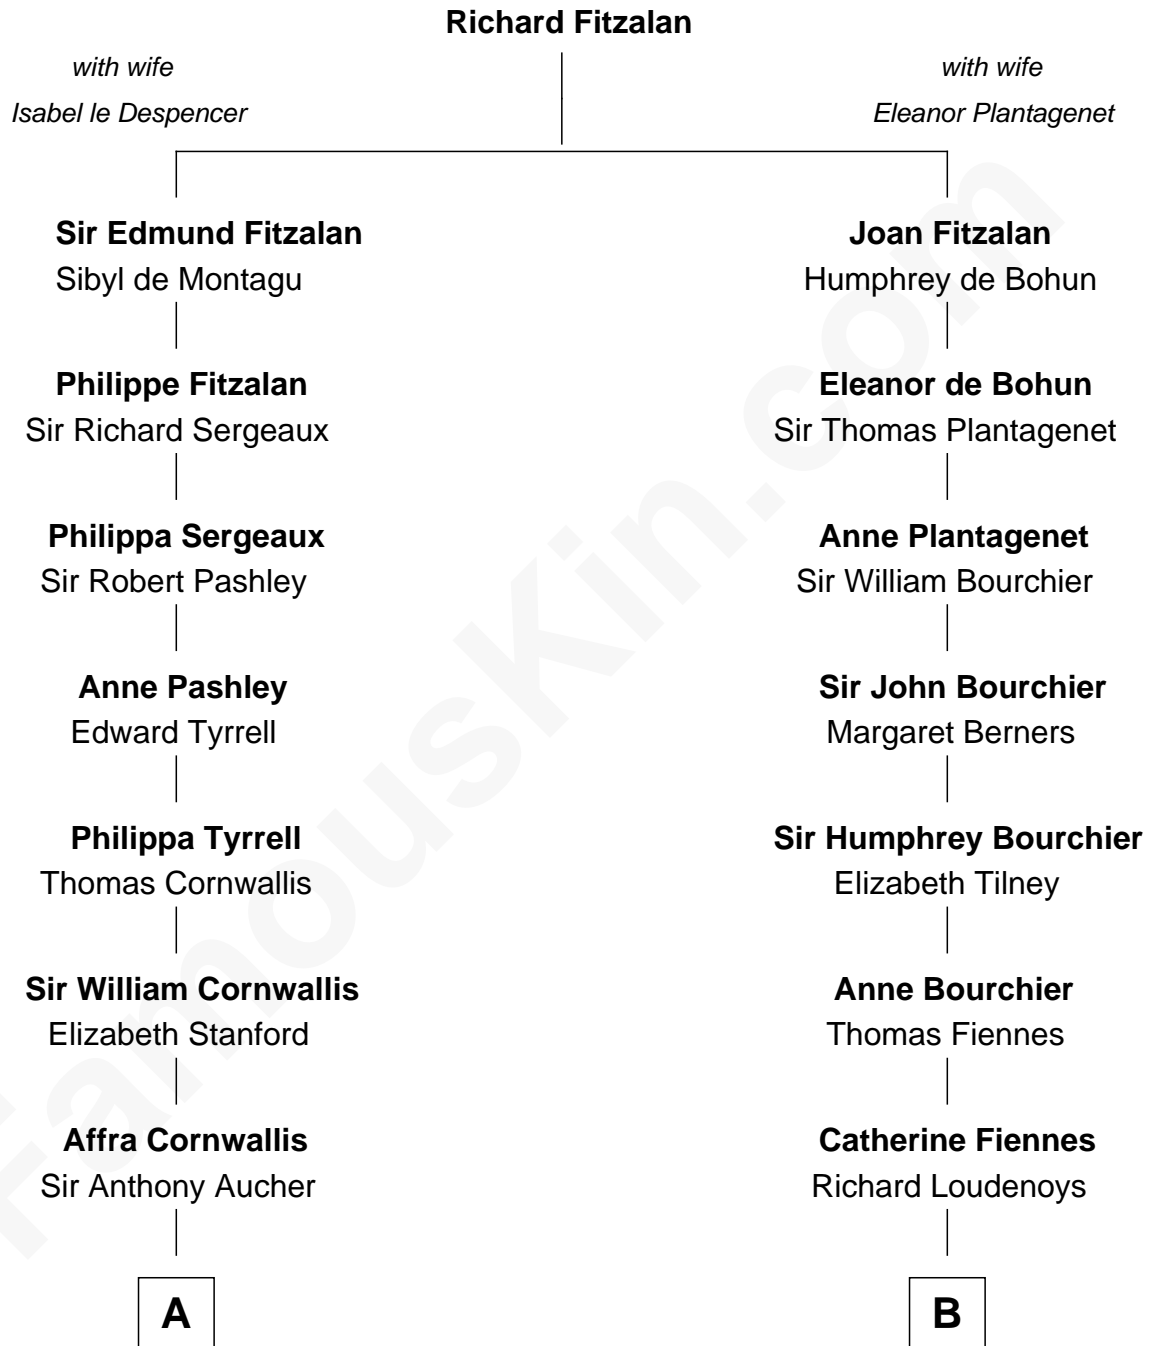 Richard Fitzalan
with wife
Isabel le Despencer
with wife
Eleanor Plantagenet
Sir Edmund Fitzalan
Sibyl de Montagu
Joan Fitzalan
Humphrey de Bohun
Philippe Fitzalan
Sir Richard Sergeaux
Eleanor de Bohun
Sir Thomas Plantagenet
Philippa Sergeaux
Sir Robert Pashley
Anne Plantagenet
Sir William Bourchier
Anne Pashley
Edward Tyrrell
Sir John Bourchier
Margaret Berners
Philippa Tyrrell
Thomas Cornwallis
Sir Humphrey Bourchier
Elizabeth Tilney
Sir William Cornwallis
Elizabeth Stanford
Anne Bourchier
Thomas Fiennes
Affra Cornwallis
Sir Anthony Aucher
Catherine Fiennes
Richard Loudenoys
A
B
FamousKin.com